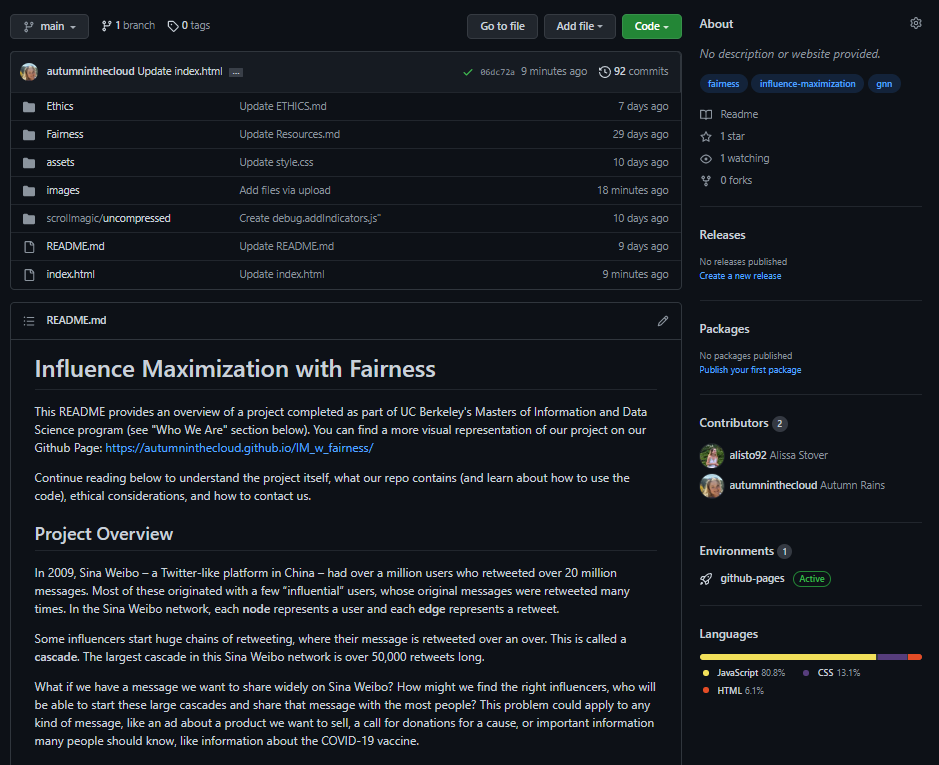 main
1 branch
0 tags
Go to file
Add file
Code
autumninthecloud Update index.html ...
06dc72a 9 minutes ago 92 commits
Ethics Update ETHICS.md 7 days ago
Fairness Update Resources.md 29 days ago
assets Update style.css 10 days ago
images Add files via upload 18 minutes ago
scrollmagic/uncompressed Create debug.addIndicators.js" 10 days ago
README.md Update README.md 9 days ago
index.html Update index.html 9 minutes ago
README.md
Influence Maximization with Fairness
This README provides an overview of a project completed as part of UC Berkeley's Masters of Information and Data
Science program (see "Who We Are" section below). You can find a more visual representation of our project on our
Github Page: https://autumninthecloud.github.io/IM_w_fairness/
Continue reading below to understand the project itself, what our repo contains (and learn about how to use the
code), ethical considerations, and how to contact us.
Project Overview
In 2009, Sina Weibo – a Twitter-like platform in China – had over a million users who retweeted over 20 million
messages. Most of these originated with a few “influential” users, whose original messages were retweeted many
times. In the Sina Weibo network, each node represents a user and each edge represents a retweet.
Some influencers start huge chains of retweeting, where their message is retweeted over an over. This is called a
cascade. The largest cascade in this Sina Weibo network is over 50,000 retweets long.
What if we have a message we want to share widely on Sina Weibo? How might we find the right influencers, who will
be able to start these large cascades and share that message with the most people? This problem could apply to any
kind of message, like an ad about a product we want to sell, a call for donations for a cause, or important information
many people should know, like information about the COVID-19 vaccine.
About
No description or website provided.
fairness influence-maximization gnn
Readme
1 star
1 watching
0 forks
Releases
No releases published
Create a new release
Packages
No packages published
Publish your first package
Contributors 2
alisto92 Alissa Stover
autumninthecloud Autumn Rains
Environments 1
github-pages Active
Languages
JavaScript 80.8% CSS 13.1%
HTML 6.1%